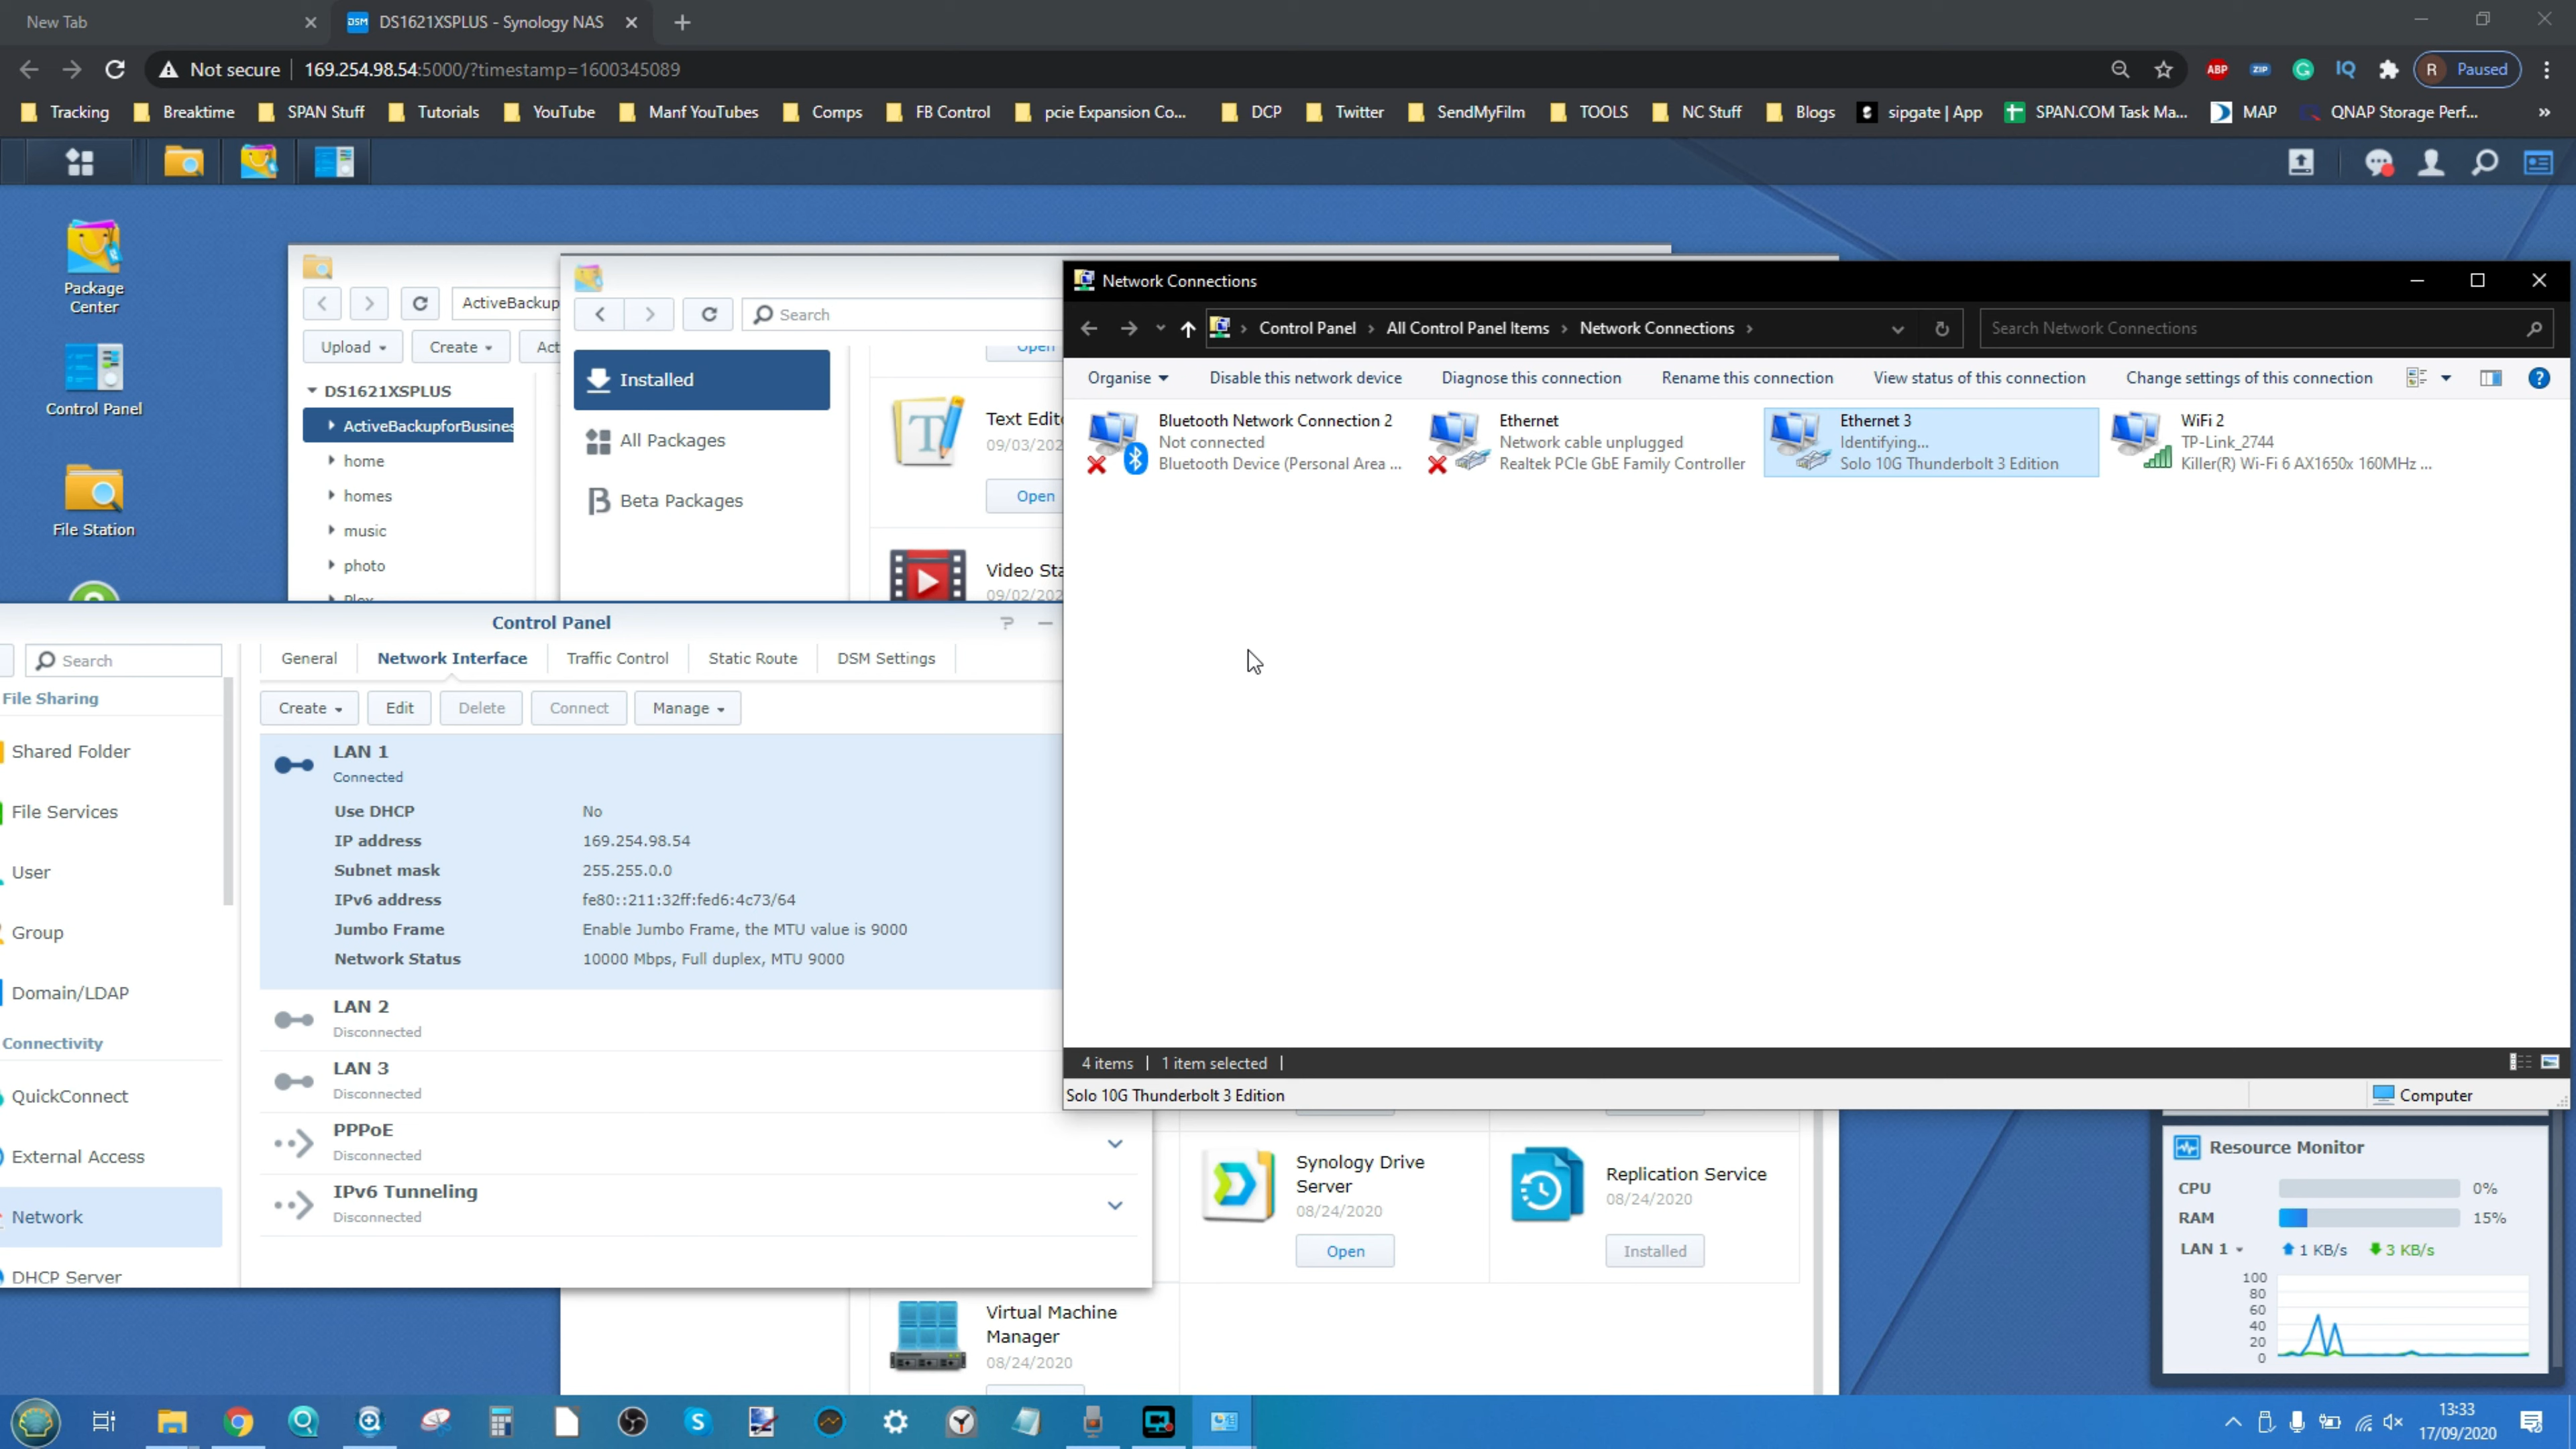 New Tab
DSM DS1621XSPLUS - Synology NAS
Not secure 169.254.98.54:5000/?timestamp=1600345089
ABP ZIP G IQ R Paused
Tracking Breaktime SPAN Stuff Tutorials YouTube Manf YouTubes Comps FB Control pcie Expansion Co... DCP Twitter SendMyFilm TOOLS NC Stuff Blogs sipgate | App SPAN.COM Task Ma... MAP QNAP Storage Perf... »
Package
Center
Control Panel
File Station
ActiveBackup
Upload Create Act
DS1621XSPLUS
ActiveBackupforBusines
home
homes
music
photo
Plex
Search
Installed
All Packages
Beta Packages
Open
Text Edito
09/03/202
Open
Video Sta
09/02/202
Network Connections
Control Panel All Control Panel Items Network Connections
Search Network Connections
Organise Disable this network device Diagnose this connection Rename this connection View status of this connection Change settings of this connection
Bluetooth Network Connection 2
Not connected
Bluetooth Device (Personal Area ...
Ethernet
Network cable unplugged
Realtek PCIe GbE Family Controller
Ethernet 3
Identifying...
Solo 10G Thunderbolt 3 Edition
WiFi 2
TP-Link_2744
Killer(R) Wi-Fi 6 AX1650x 160MHz ...
4 items 1 item selected
Solo 10G Thunderbolt 3 Edition
Computer
Control Panel
Search
File Sharing
Shared Folder
File Services
User
Group
Domain/LDAP
Connectivity
QuickConnect
External Access
Network
DHCP Server
General Network Interface Traffic Control Static Route DSM Settings
Create Edit Delete Connect Manage
LAN 1
Connected
Use DHCP No
IP address 169.254.98.54
Subnet mask 255.255.0.0
IPv6 address fe80::211:32ff:fed6:4c73/64
Jumbo Frame Enable Jumbo Frame, the MTU value is 9000
Network Status 10000 Mbps, Full duplex, MTU 9000
LAN 2
Disconnected
LAN 3
Disconnected
PPPoE
Disconnected
IPv6 Tunneling
Disconnected
Synology Drive
Server
08/24/2020
Open
Replication Service
08/24/2020
Installed
Virtual Machine
Manager
08/24/2020
Resource Monitor
CPU 0%
RAM 15%
LAN 1 1 KB/s 3 KB/s
100
80
60
40
20
0
13:33
17/09/2020